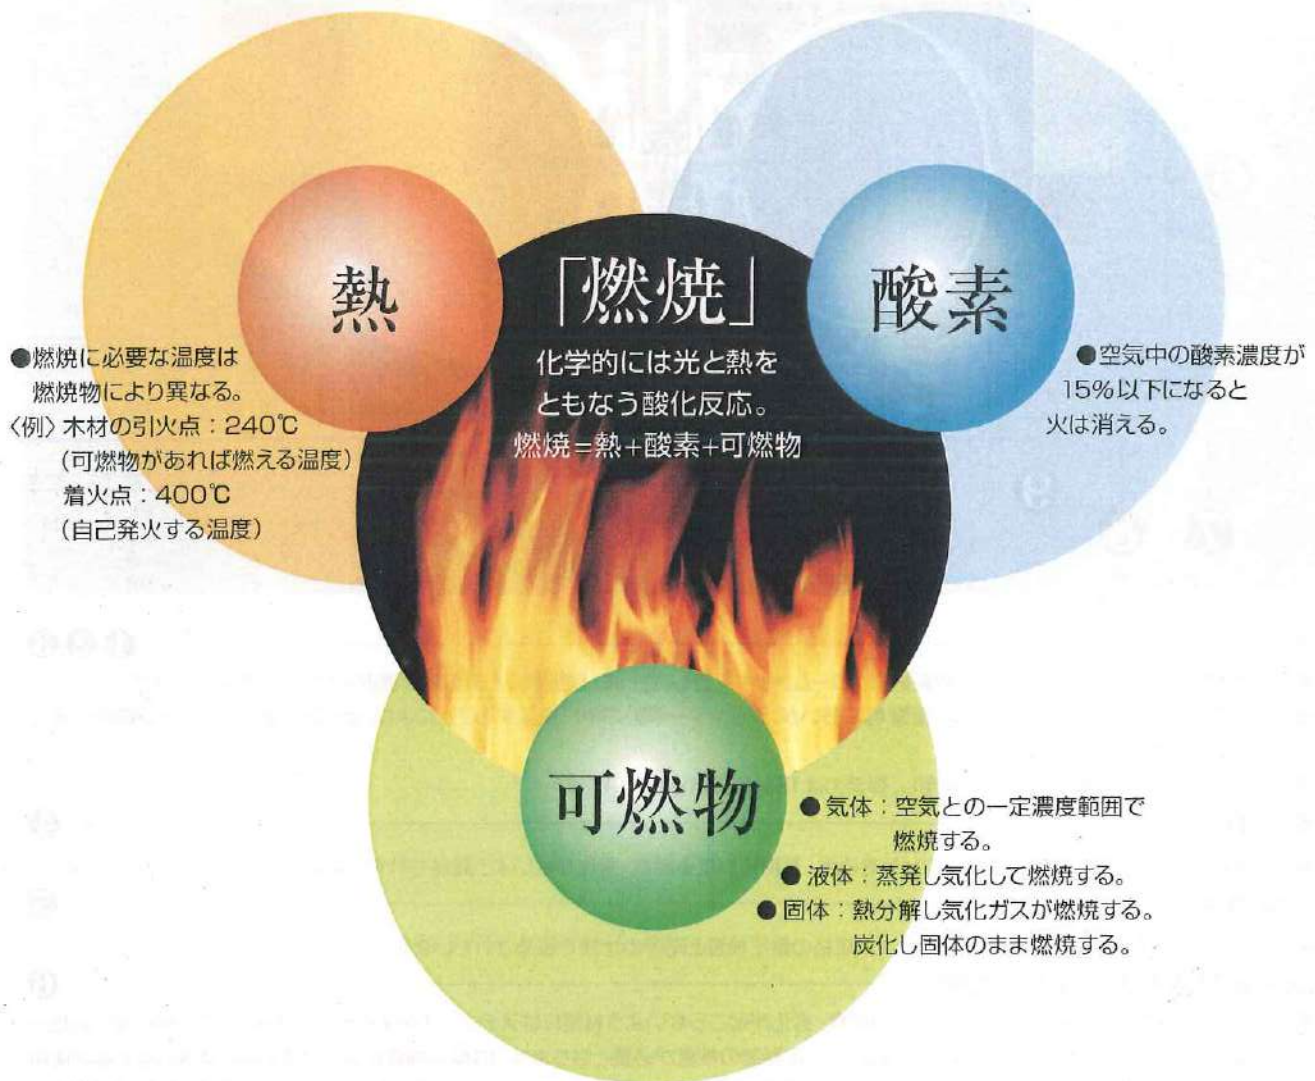 熱
●燃焼に必要な温度は
燃焼物により異なる。
〈例〉木材の引火点：240℃
（可燃物があれば燃える温度）
着火点：400℃
（自己発火する温度）
「燃焼」
化学的には光と熱を
ともなう酸化反応。
燃焼=熱+酸素+可燃物
酸素
●空気中の酸素濃度が
15%以下になると
火は消える。
可燃物
●気体：空気との一定濃度範囲で
燃焼する。
●液体：蒸発し気化して燃焼する。
●固体：熱分解し気化ガスが燃焼する。
炭化し固体のまま燃焼する。